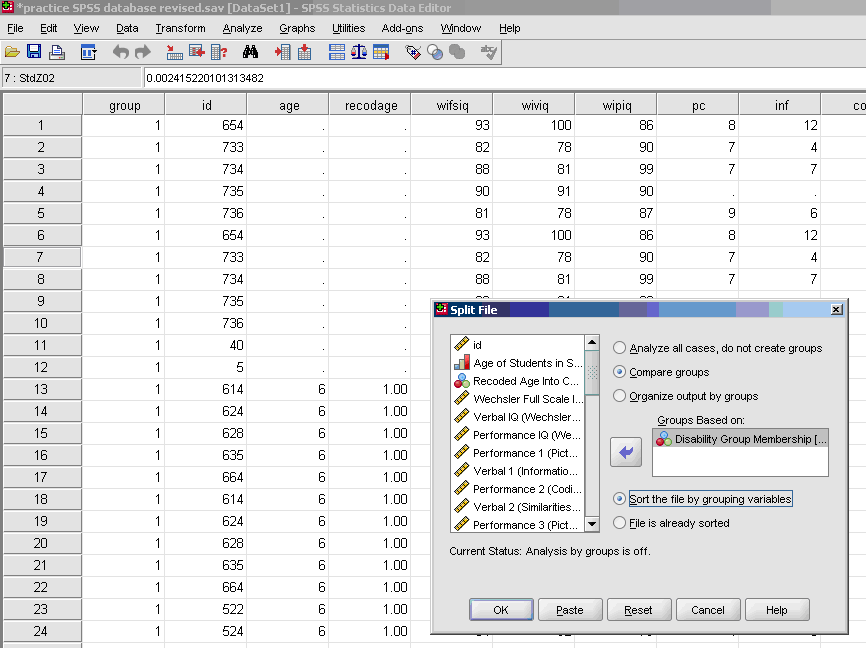 *practice SPSS database revised.sav [DataSet1] - SPSS Statistics Data Editor
File Edit View Data Transform Analyze Graphs Utilities Add-ons Window Help
7 : StdZ02 0.002415220101313482
group id age recodage wifsiq wiviq wipiq pc inf co
1 1 654 . . 93 100 86 8 12
2 1 733 . . 82 78 90 7 4
3 1 734 . . 88 81 99 7 7
4 1 735 . . 90 91 90 . .
5 1 736 . . 81 78 87 9 6
6 1 654 . . 93 100 86 8 12
7 1 733 . . 82 78 90 7 4
8 1 734 . . 88 81 99 7 7
9 1 735 . .
10 1 736 . .
11 1 40 . .
12 1 5 . .
13 1 614 6 1.00
14 1 624 6 1.00
15 1 628 6 1.00
16 1 635 6 1.00
17 1 664 6 1.00
18 1 614 6 1.00
19 1 624 6 1.00
20 1 628 6 1.00
21 1 635 6 1.00
22 1 664 6 1.00
23 1 522 6 1.00
24 1 524 6 1.00
Split File
id
Age of Students in S...
Recoded Age Into C...
Wechsler Full Scale I...
Verbal IQ (Wechsler...
Performance IQ (We...
Performance 1 (Pict...
Verbal 1 (Informatio...
Performance 2 (Codi...
Verbal 2 (Similarities...
Performance 3 (Pict...
Analyze all cases, do not create groups
Compare groups
Organize output by groups
Groups Based on:
Disability Group Membership [...
Sort the file by grouping variables
File is already sorted
Current Status: Analysis by groups is off.
OK Paste Reset Cancel Help